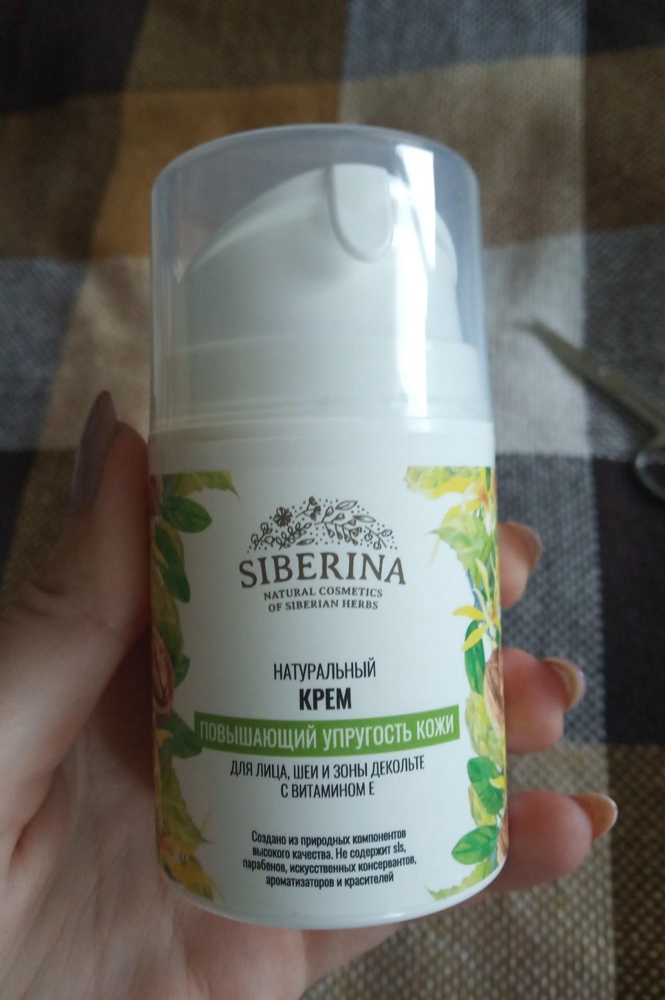 SIBERINA
NATURAL COSMETICS
OF SIBERIAN HERBS
НАТУРАЛЬНЫЙ
КРЕМ
ПОВЫШАЮЩИЙ УПРУГОСТЬ КОЖИ
ДЛЯ ЛИЦА, ШЕИ И ЗОНЫ ДЕКОЛЬТЕ
С ВИТАМИНОМ Е
Создано из природных компонентов
высокого качества. Не содержит sls,
парабенов, искусственных консервантов,
ароматизаторов и красителей